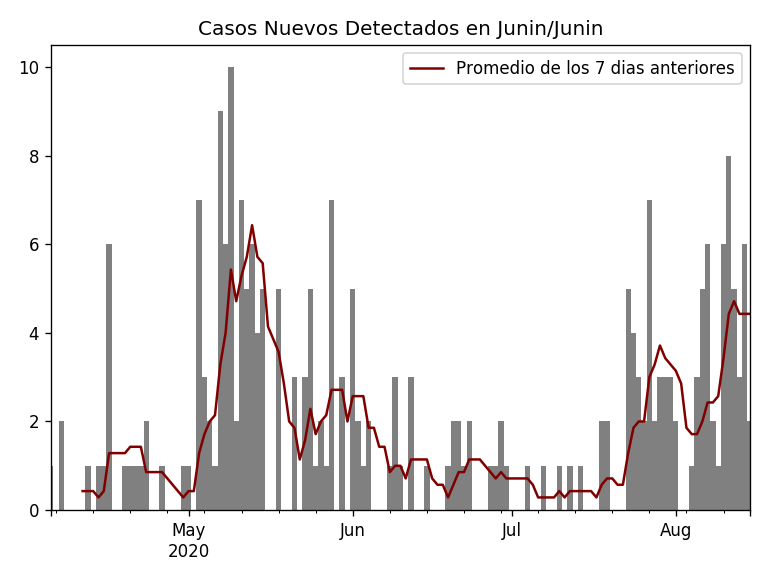 Casos Nuevos Detectados en Junin/Junin
Promedio de los 7 dias anteriores
10
8
6
4
2
0
May
2020
Jun
Jul
Aug